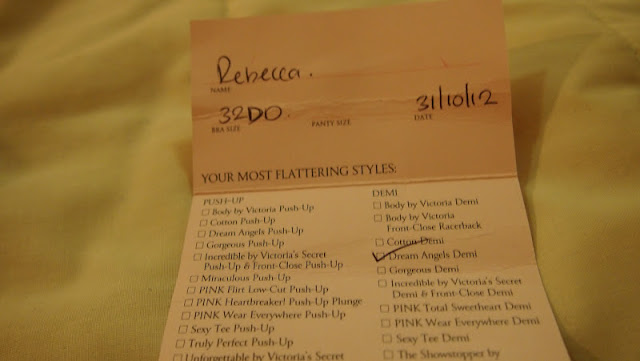 Rebecca.
NAME
32DD.
BRA SIZE
PANTY SIZE
31/10/12
DATE
YOUR MOST FLATTERING STYLES:
PUSH-UP
Body by Victoria Push-Up
Cotton Push-Up
Dream Angels Push-Up
Gorgeous Push-Up
Incredible by Victoria's Secret
Push-Up & Front-Close Push-Up
Miraculous Push-Up
PINK Flirt Low-Cut Push-Up
PINK Heartbreaker! Push-Up Plunge
PINK Wear Everywhere Push-Up
Sexy Tee Push-Up
Truly Perfect Push-Up
Unforgettable by Victoria's Secret
DEMI
Body by Victoria Demi
Body by Victoria
Front-Close Racerback
Cotton Demi
Dream Angels Demi
Gorgeous Demi
Incredible by Victoria's Secret
Demi & Front-Close Demi
PINK Total Sweetheart Demi
PINK Wear Everywhere Demi
Sexy Tee Demi
The Showstopper by